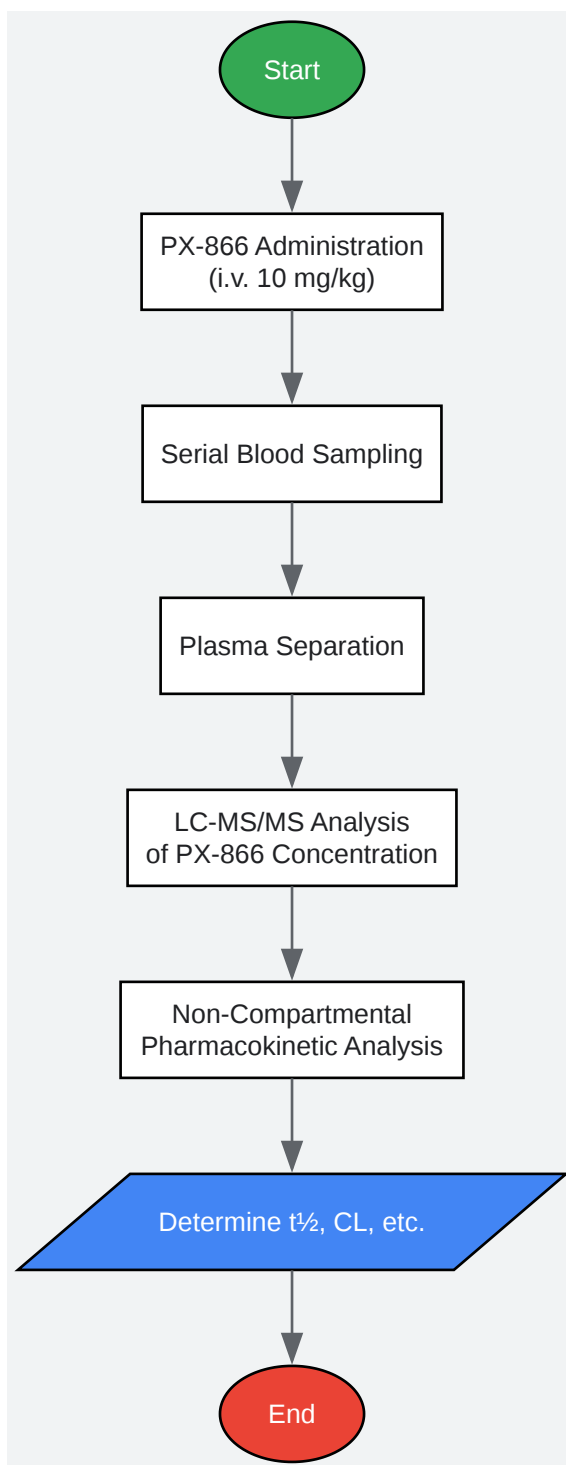 Start
PX-866 Administration
(i.v. 10 mg/kg)
Serial Blood Sampling
Plasma Separation
LC-MS/MS Analysis
of PX-866 Concentration
Non-Compartmental
Pharmacokinetic Analysis
Determine t½, CL, etc.
End